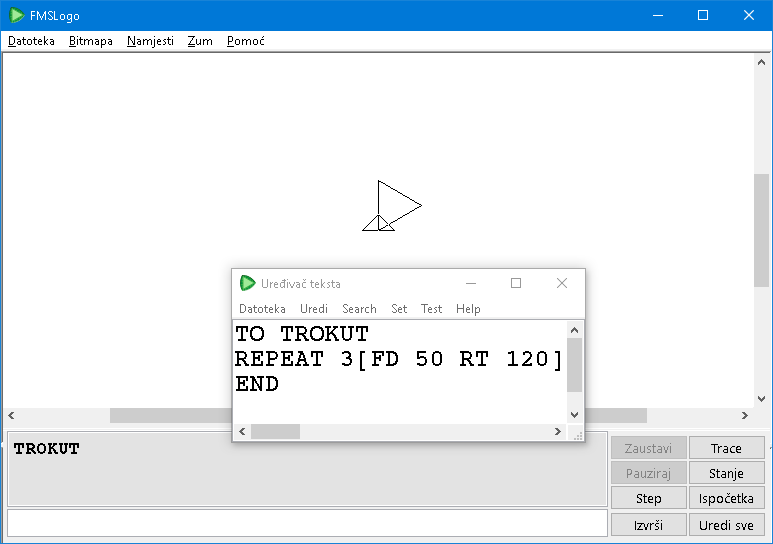 FMSLogo
Datoteka Bitmapa Namjesti Zum Pomoć
Uređivač teksta
Datoteka Uredi Search Set Test Help
TO TROKUT
REPEAT 3[FD 50 RT 120]
END
TROKUT
Zaustavi Trace
Pauziraj Stanje
Step Ispočetka
Izvrši Uredi sve